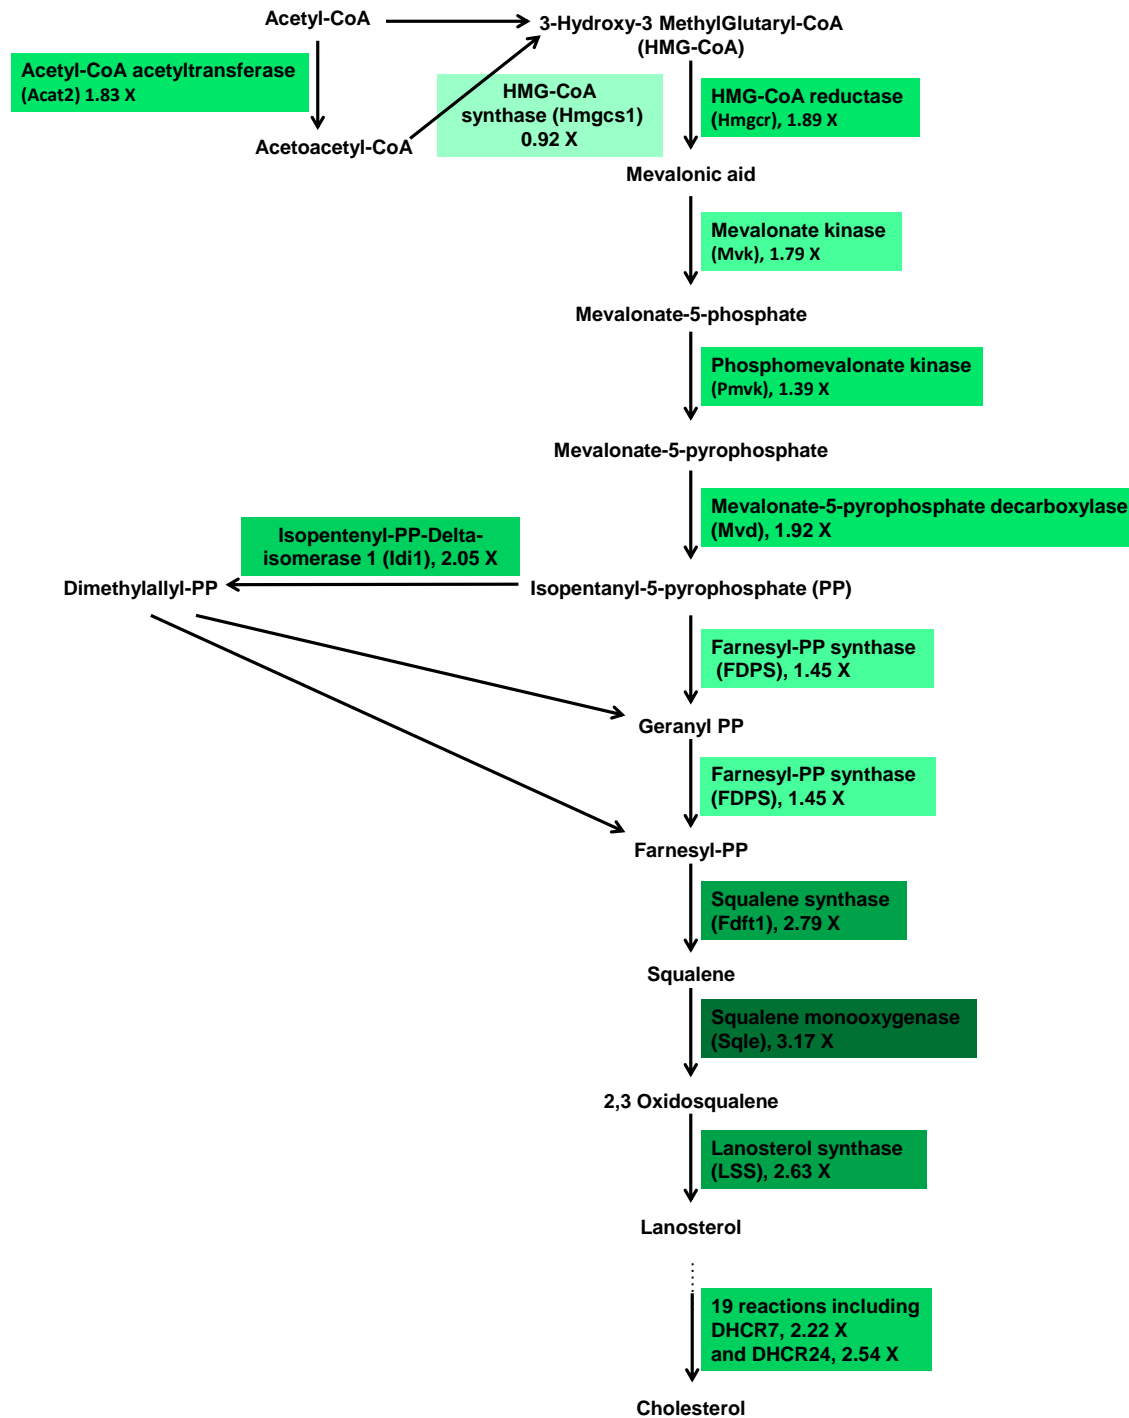 Acetyl-CoA
3-Hydroxy-3 MethylGlutaryl-CoA
(HMG-CoA)
Acetyl-CoA acetyltransferase
(Acat2) 1.83 X
HMG-CoA
synthase (Hmgcs1)
0.92 X
HMG-CoA reductase
(Hmgcr), 1.89 X
Acetoacetyl-CoA
Mevalonic aid
Mevalonate kinase
(Mvk), 1.79 X
Mevalonate-5-phosphate
Phosphomevalonate kinase
(Pmvk), 1.39 X
Mevalonate-5-pyrophosphate
Mevalonate-5-pyrophosphate decarboxylase
(Mvd), 1.92 X
Isopentenyl-PP-Delta-
isomerase 1 (Idi1), 2.05 X
Dimethylallyl-PP
Isopentanyl-5-pyrophosphate (PP)
Farnesyl-PP synthase
(FDPS), 1.45 X
Geranyl PP
Farnesyl-PP synthase
(FDPS), 1.45 X
Farnesyl-PP
Squalene synthase
(Fdft1), 2.79 X
Squalene
Squalene monooxygenase
(Sqle), 3.17 X
2,3 Oxidosqualene
Lanosterol synthase
(LSS), 2.63 X
Lanosterol
19 reactions including
DHCR7, 2.22 X
and DHCR24, 2.54 X
Cholesterol